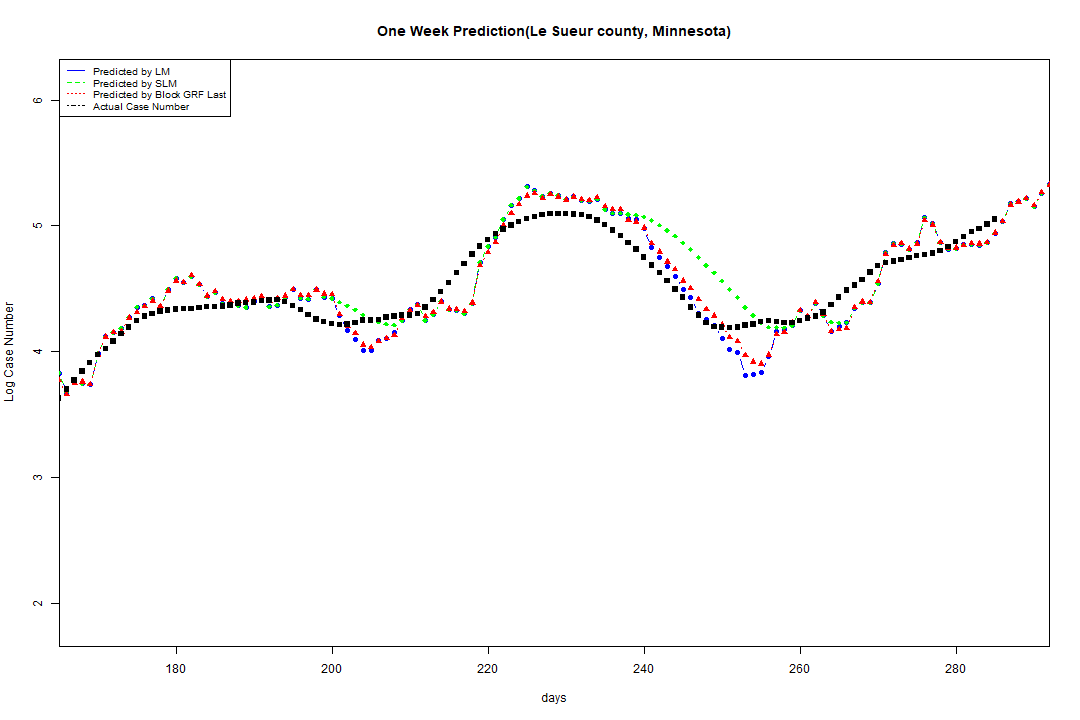 One Week Prediction(Le Sueur county, Minnesota)
Predicted by LM
Predicted by SLM
Predicted by Block GRF Last
Actual Case Number
6
5
4
3
2
Log Case Number
180
200
220
240
260
280
days